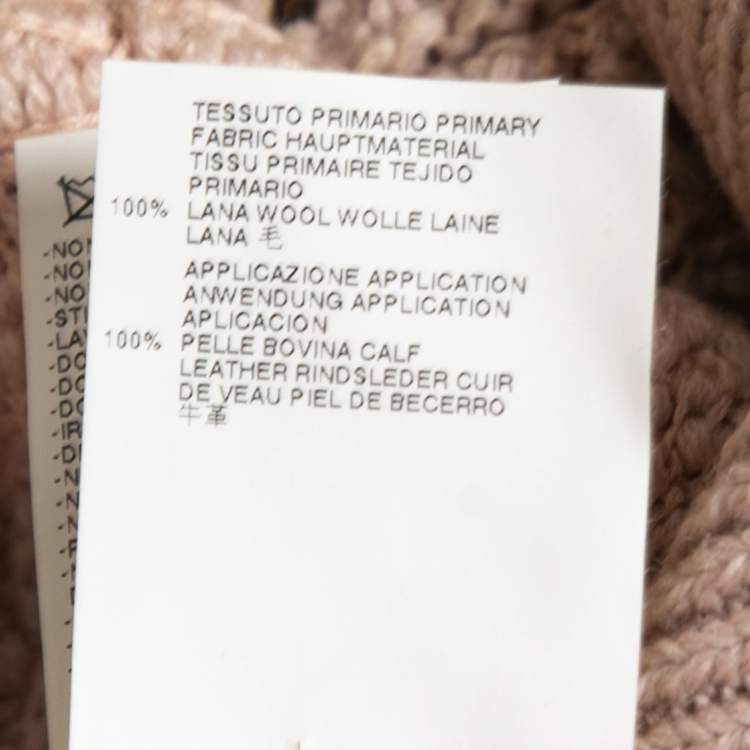 TESSUTO PRIMARIO PRIMARY
FABRIC HAUPTMATERIAL
TISSU PRIMAIRE TEJIDO
PRIMARIO
100% LANA WOOL WOLLE LAINE
LANA 毛
APPLICAZIONE APPLICATION
ANWENDUNG APPLICATION
APLICACION
100% PELLE BOVINA CALF
LEATHER RINDSLEDER CUIR
DE VEAU PIEL DE BECERRO
牛革